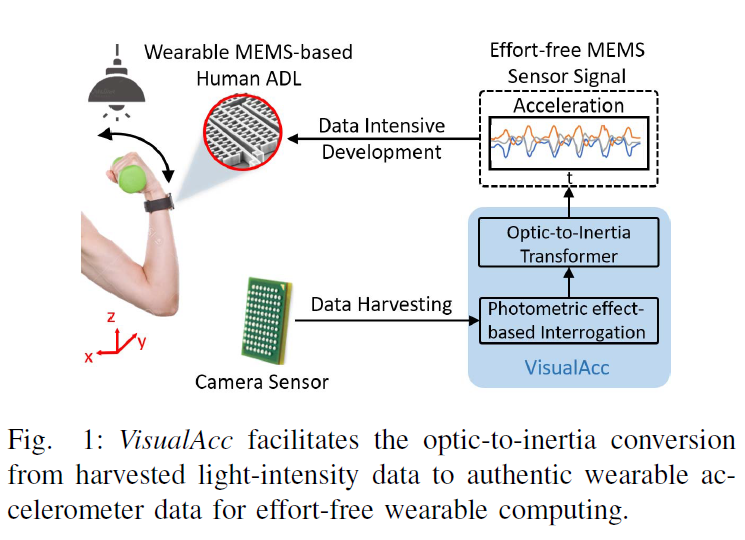 Wearable MEMS-based
Human ADL
Effort-free MEMS
Sensor Signal
Acceleration
t
Data Intensive
Development
Optic-to-Inertia
Transformer
Photometric effect-
based Interrogation
VisualAcc
Data Harvesting
Camera Sensor
z
y
x
Fig. 1: VisualAcc facilitates the optic-to-inertia conversion
from harvested light-intensity data to authentic wearable ac-
celerometer data for effort-free wearable computing.